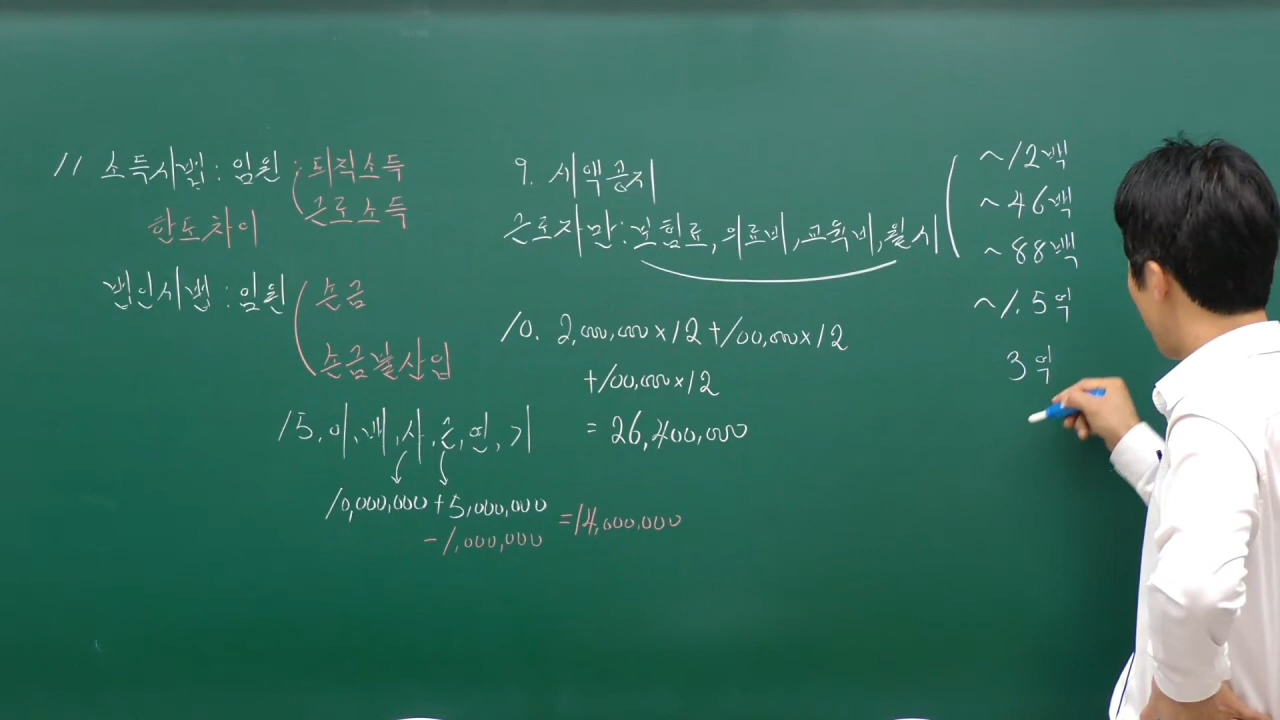 11 소득세법 : 임원 : 퇴직소득
근로소득
한도차이
법인세법 : 임원 손금
손금불산입
15. 이, 배, 사, 근, 연, 기
10,000,000 + 5,000,000
- 1,000,000
= 14,000,000
9. 세액공제
근로자만 : 보험료, 의료비, 교육비, 월세
10. 2,000,000 × 12 + 100,000 × 12
+ 100,000 × 12
= 26,400,000
~12백
~46백
~88백
~1.5억
3억